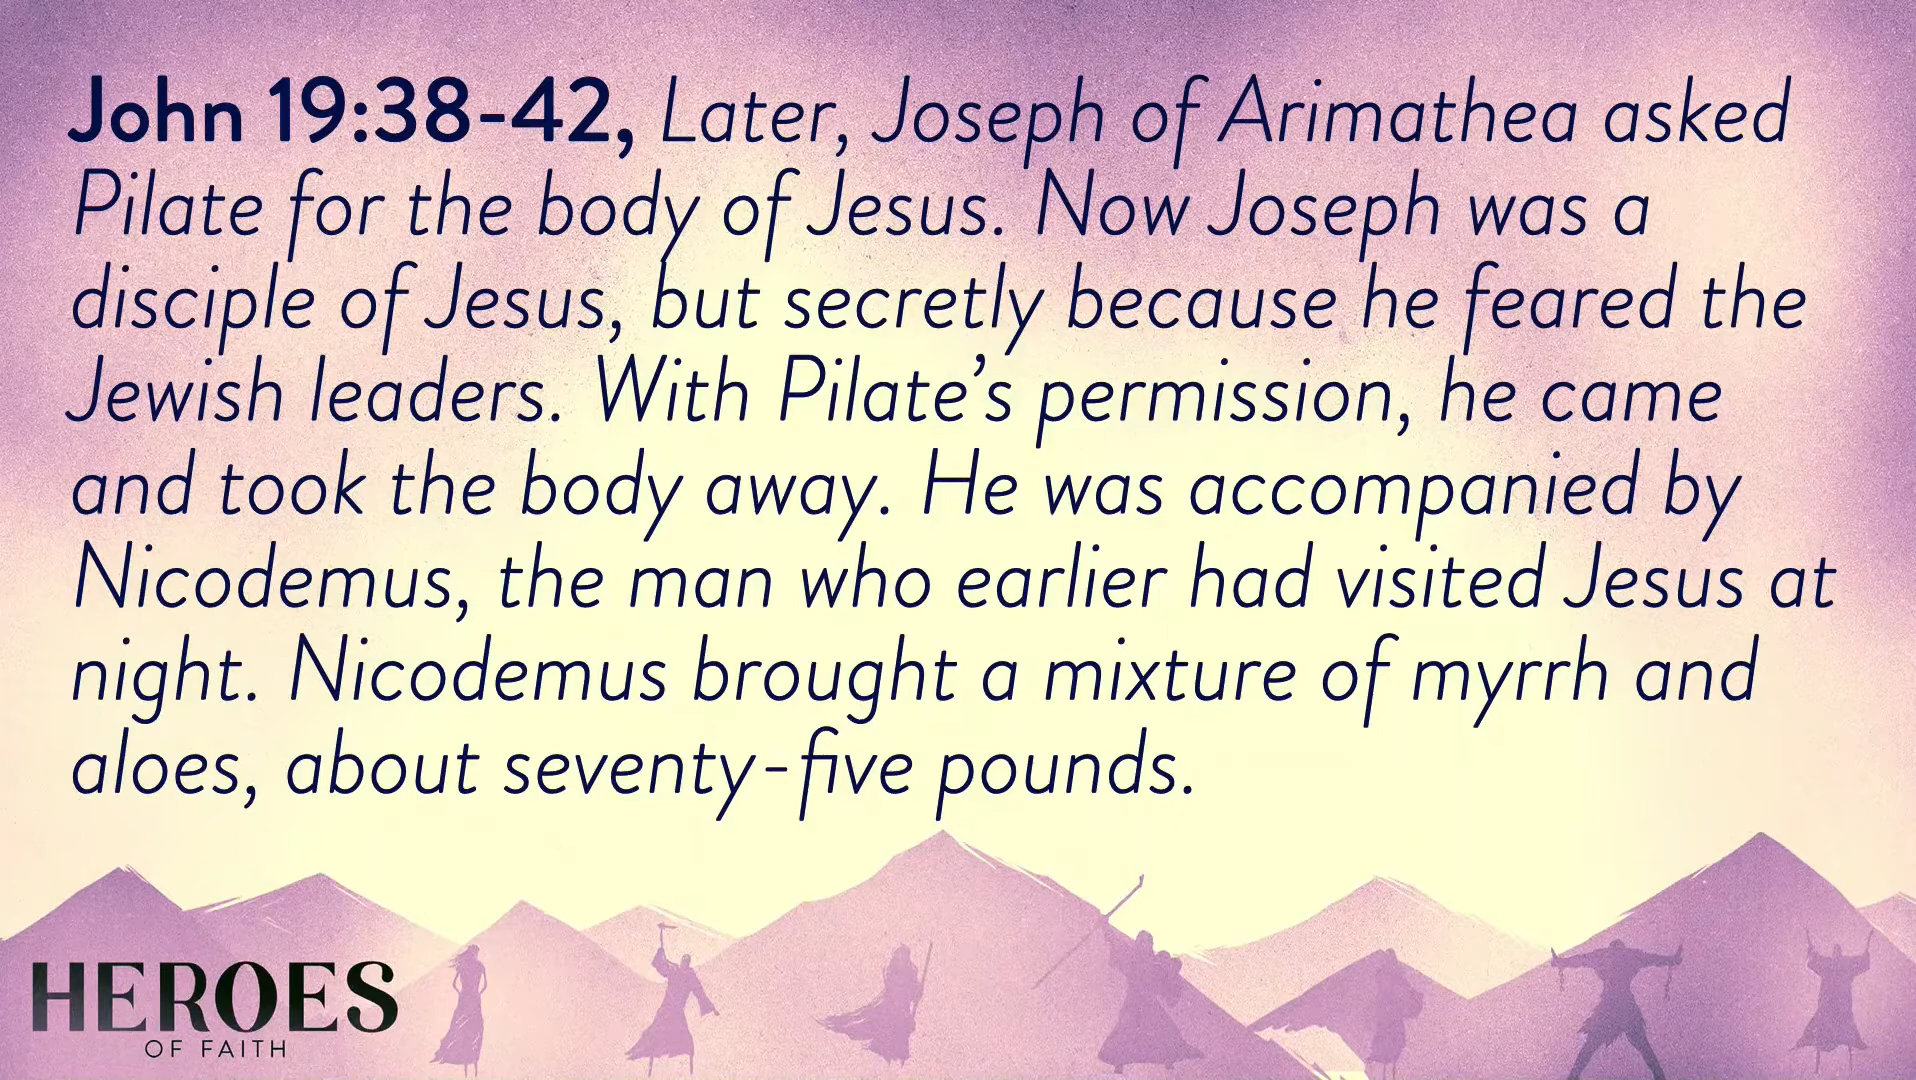 John 19:38-42, Later, Joseph of Arimathea asked
Pilate for the body of Jesus. Now Joseph was a
disciple of Jesus, but secretly because he feared the
Jewish leaders. With Pilate’s permission, he came
and took the body away. He was accompanied by
Nicodemus, the man who earlier had visited Jesus at
night. Nicodemus brought a mixture of myrrh and
aloes, about seventy-five pounds.
HEROES
OF FAITH